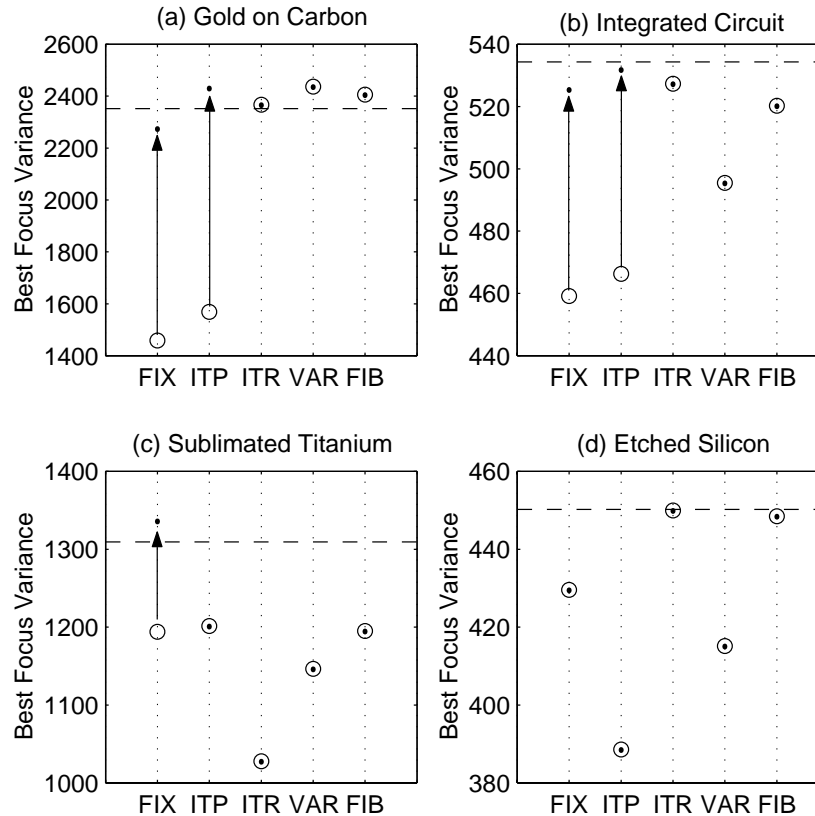 (a) Gold on Carbon
Best Focus Variance
2600
2400
2200
2000
1800
1600
1400
FIX ITP ITR VAR FIB
(b) Integrated Circuit
Best Focus Variance
540
520
500
480
460
440
FIX ITP ITR VAR FIB
(c) Sublimated Titanium
Best Focus Variance
1400
1300
1200
1100
1000
FIX ITP ITR VAR FIB
(d) Etched Silicon
Best Focus Variance
460
440
420
400
380
FIX ITP ITR VAR FIB